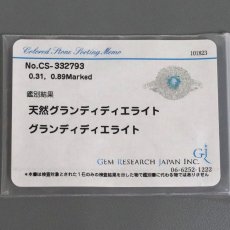 Colored Stone Sorting Memo
101823
No.CS-332793
0.31, 0.89Marked
鑑別結果
天然グランディディエライト
グランディディエライト
GEM RESEARCH JAPAN INC.
06-6252-1222